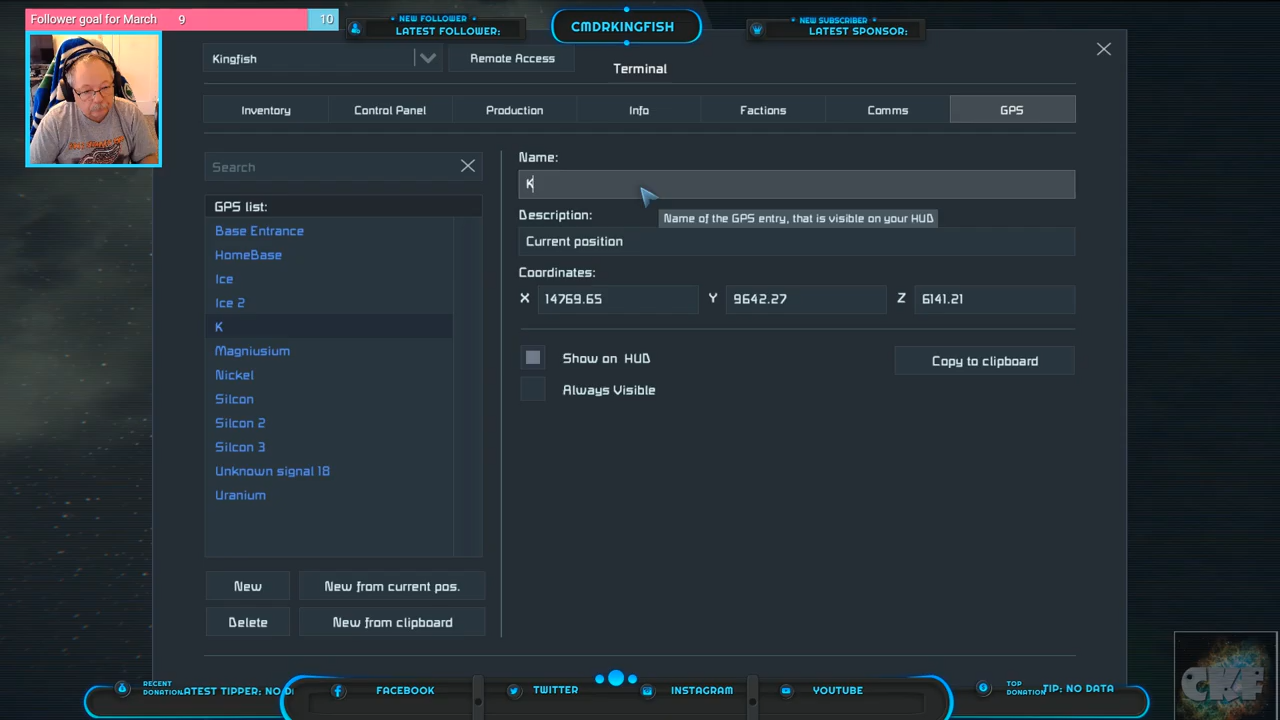 Follower goal for March 9 10
NEW FOLLOWER
LATEST FOLLOWER:
CMDRKINGFISH
NEW SUBSCRIBER
LATEST SPONSOR:
Kingfish
Remote Access
Terminal
Inventory
Control Panel
Production
Info
Factions
Comms
GPS
Search
GPS list:
Base Entrance
HomeBase
Ice
Ice 2
K
Magniusium
Nickel
Silcon
Silcon 2
Silcon 3
Unknown signal 18
Uranium
New
New from current pos.
Delete
New from clipboard
Name:
K
Name of the GPS entry, that is visible on your HUD
Description:
Current position
Coordinates:
X 14769.65 Y 9642.27 Z 6141.21
Show on HUD
Copy to clipboard
Always Visible
RECENT
DONATION
ATEST TIPPER: NO D
FACEBOOK
TWITTER
INSTAGRAM
YOUTUBE
TOP
DONATION
TIP: NO DATA
CKF